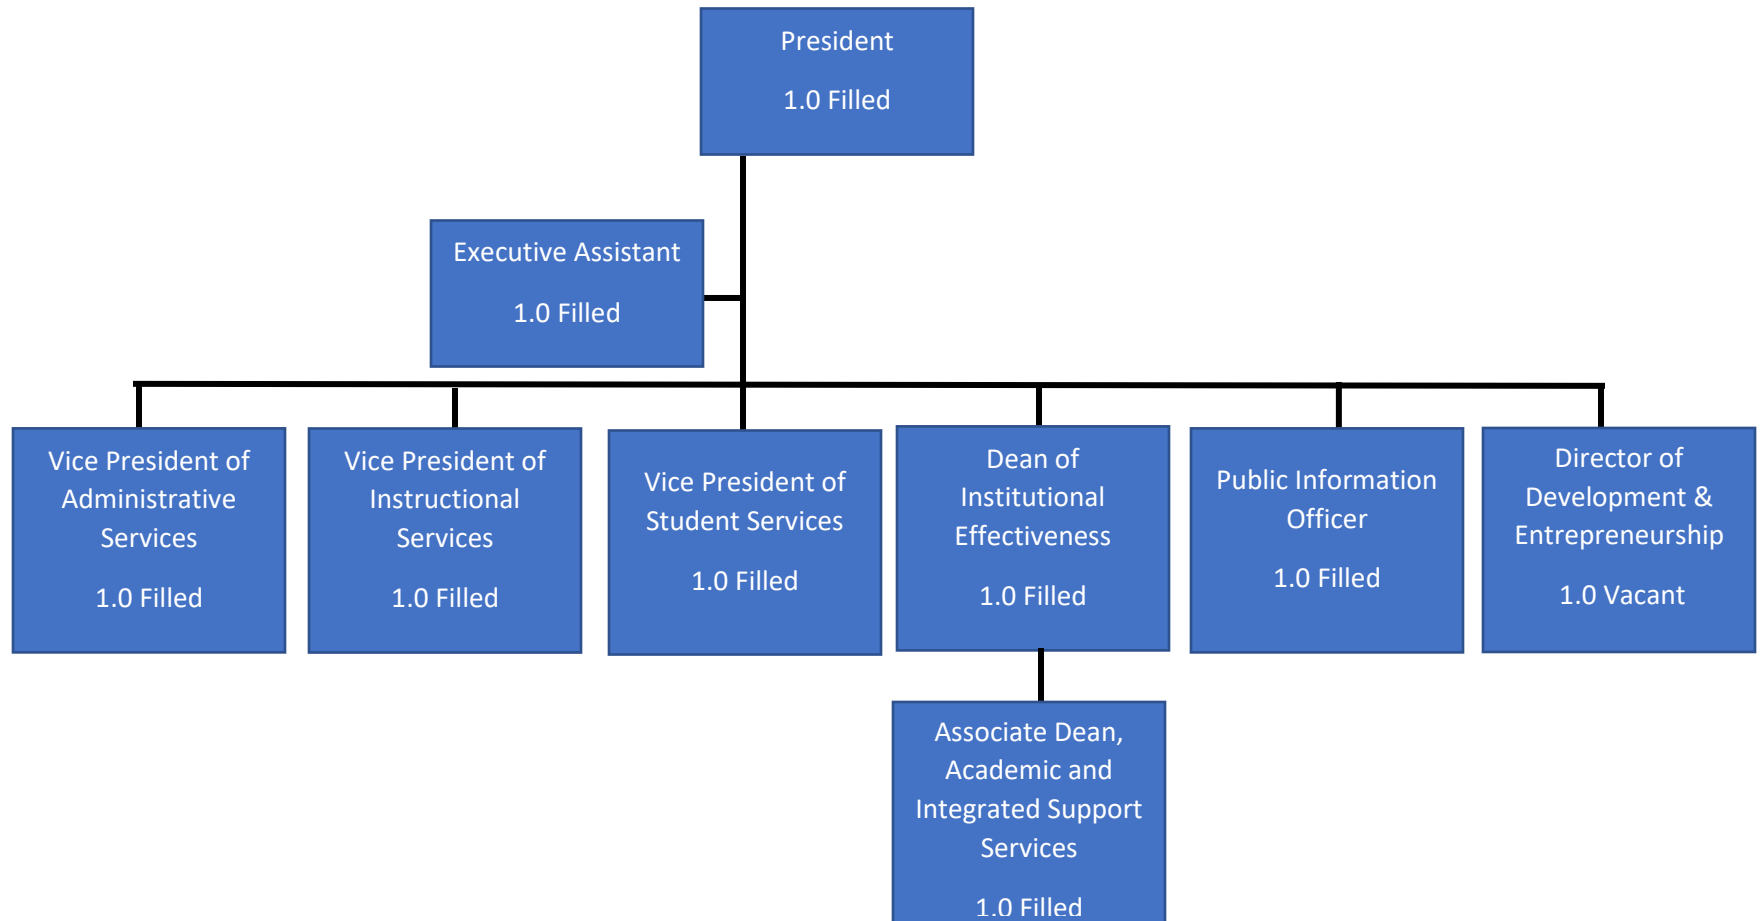 President
1.0 Filled
Executive Assistant
1.0 Filled
Vice President of
Administrative
Services
1.0 Filled
Vice President of
Instructional
Services
1.0 Filled
Vice President of
Student Services
1.0 Filled
Dean of
Institutional
Effectiveness
1.0 Filled
Public Information
Officer
1.0 Filled
Director of
Development &
Entrepreneurship
1.0 Vacant
Associate Dean,
Academic and
Integrated Support
Services
1.0 Filled